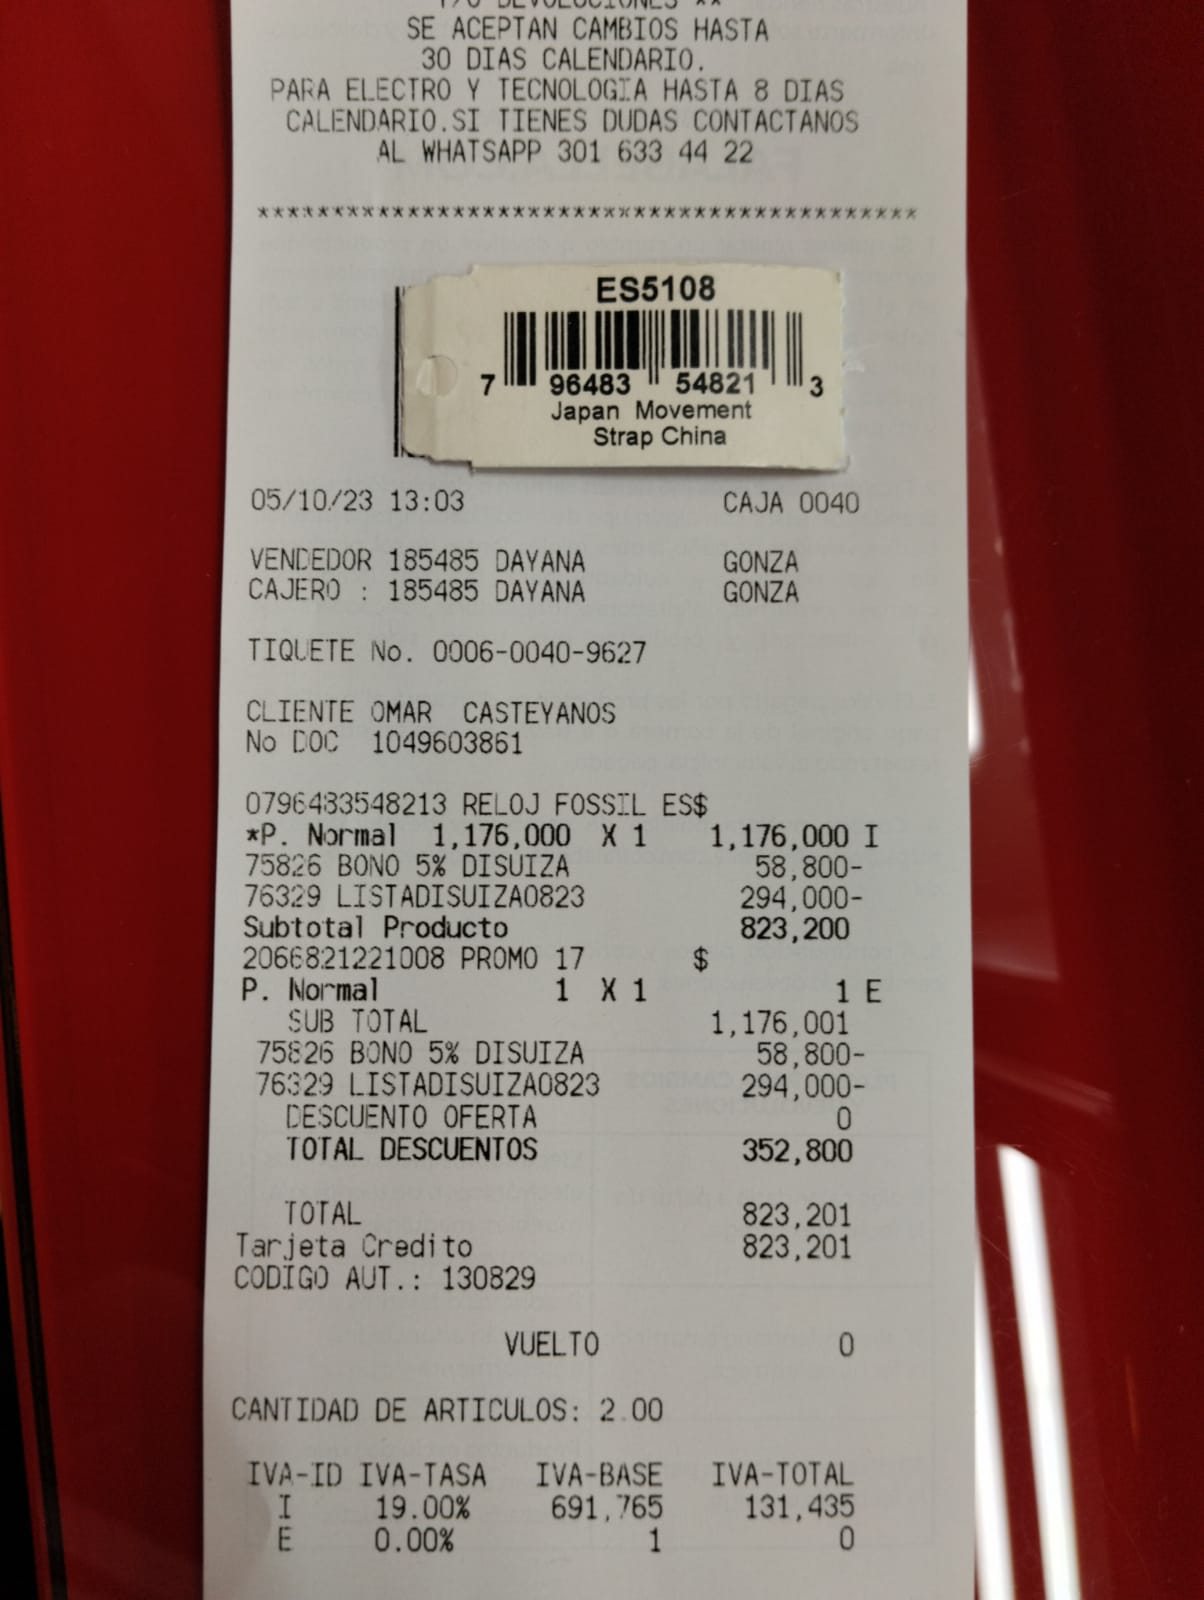 Y/O DEVOLUCIONES **
SE ACEPTAN CAMBIOS HASTA
30 DIAS CALENDARIO.
PARA ELECTRO Y TECNOLOGIA HASTA 8 DIAS
CALENDARIO.SI TIENES DUDAS CONTACTANOS
AL WHATSAPP 301 633 44 22
*******************************************
ES5108
7 96483 54821 3
Japan Movement
Strap China
05/10/23 13:03 CAJA 0040
VENDEDOR 185485 DAYANA GONZA
CAJERO : 185485 DAYANA GONZA
TIQUETE No. 0006-0040-9627
CLIENTE OMAR CASTEYANOS
No DOC 1049603861
0796483548213 RELOJ FOSSIL ES$
*P. Normal 1,176,000 X 1 1,176,000 I
75826 BONO 5% DISUIZA 58,800-
76329 LISTADISUIZA0823 294,000-
Subtotal Producto 823,200
2066821221008 PROMO 17 $
P. Normal 1 X 1 1 E
SUB TOTAL 1,176,001
75826 BONO 5% DISUIZA 58,800-
76329 LISTADISUIZA0823 294,000-
DESCUENTO OFERTA 0
TOTAL DESCUENTOS 352,800
TOTAL 823,201
Tarjeta Credito 823,201
CODIGO AUT.: 130829
VUELTO 0
CANTIDAD DE ARTICULOS: 2.00
IVA-ID IVA-TASA IVA-BASE IVA-TOTAL
I 19.00% 691,765 131,435
E 0.00% 1 0